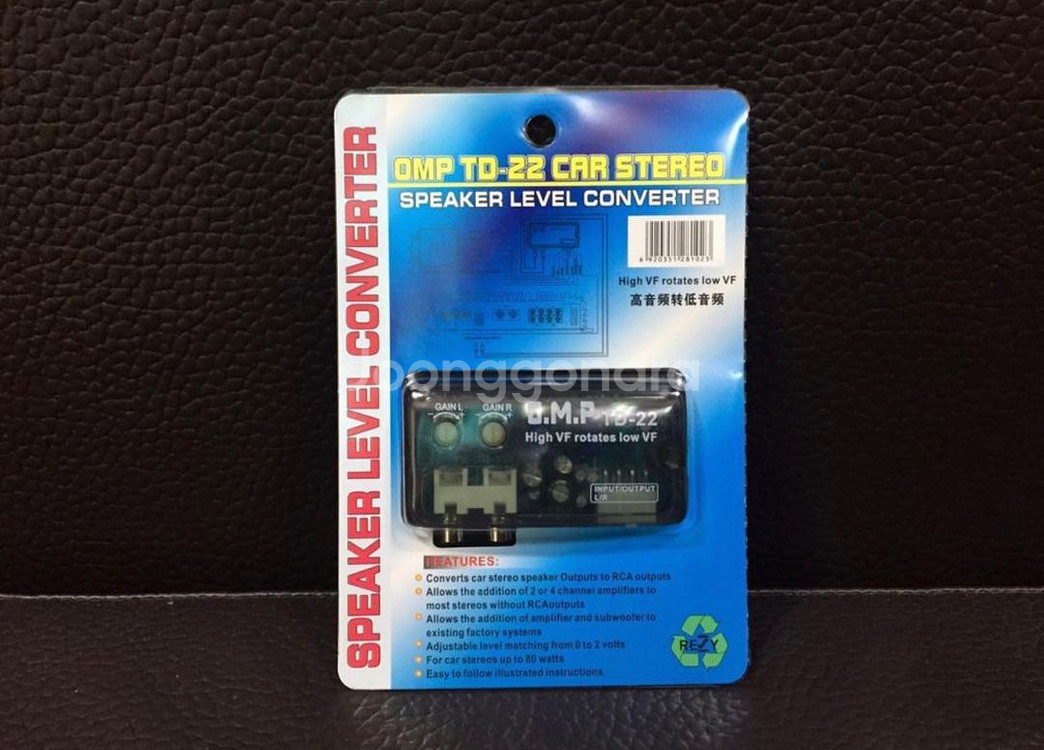 SPEAKER LEVEL CONVERTER
OMP TD-22 CAR STEREO
SPEAKER LEVEL CONVERTER
6 920351 281025
High VF rotates low VF
高音频转低音频
Joonggonara
GAIN L GAIN R
O.M.P TD-22
High VF rotates low VF
INPUT/OUTPUT
L/R
FEATURES:
Converts car stereo speaker Outputs to RCA outputs
Allows the addition of 2 or 4 channel amplifiers to
most stereos without RCAoutputs
Allows the addition of amplifier and subwoofer to
existing factory systems
Adjustable level matching from 0 to 2 volts
For car stereos up to 80 watts
Easy to follow illustrated instructions